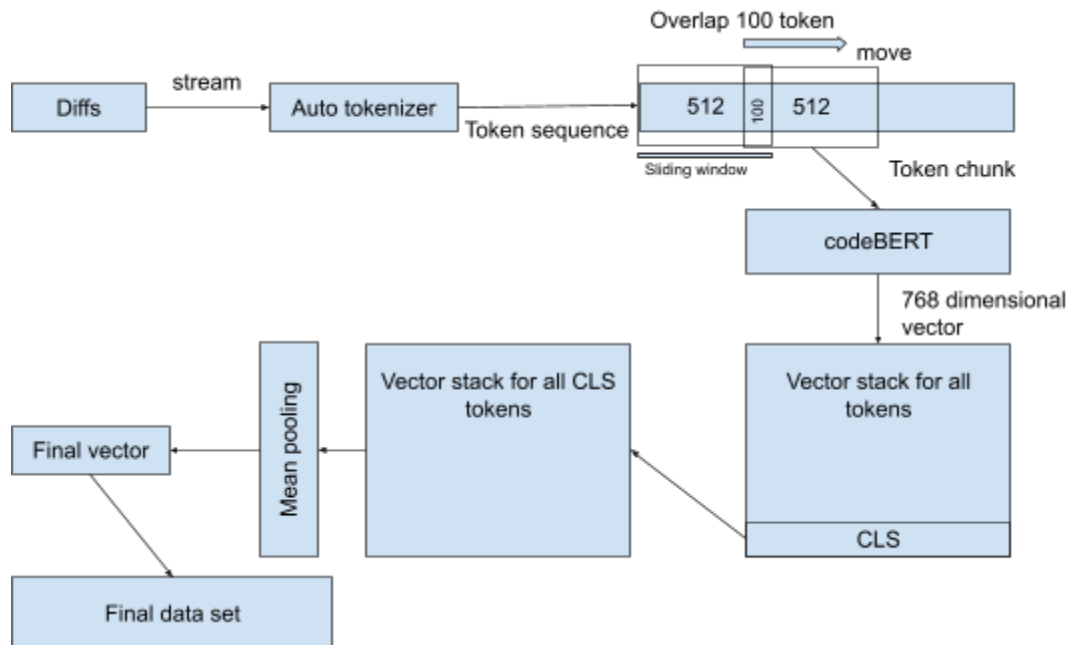 Overlap 100 token
move
stream
Diffs
Auto tokenizer
Token sequence
512
100
512
Sliding window
Token chunk
codeBERT
768 dimensional
vector
Vector stack for all
tokens
CLS
Vector stack for all CLS
tokens
Mean pooling
Final vector
Final data set